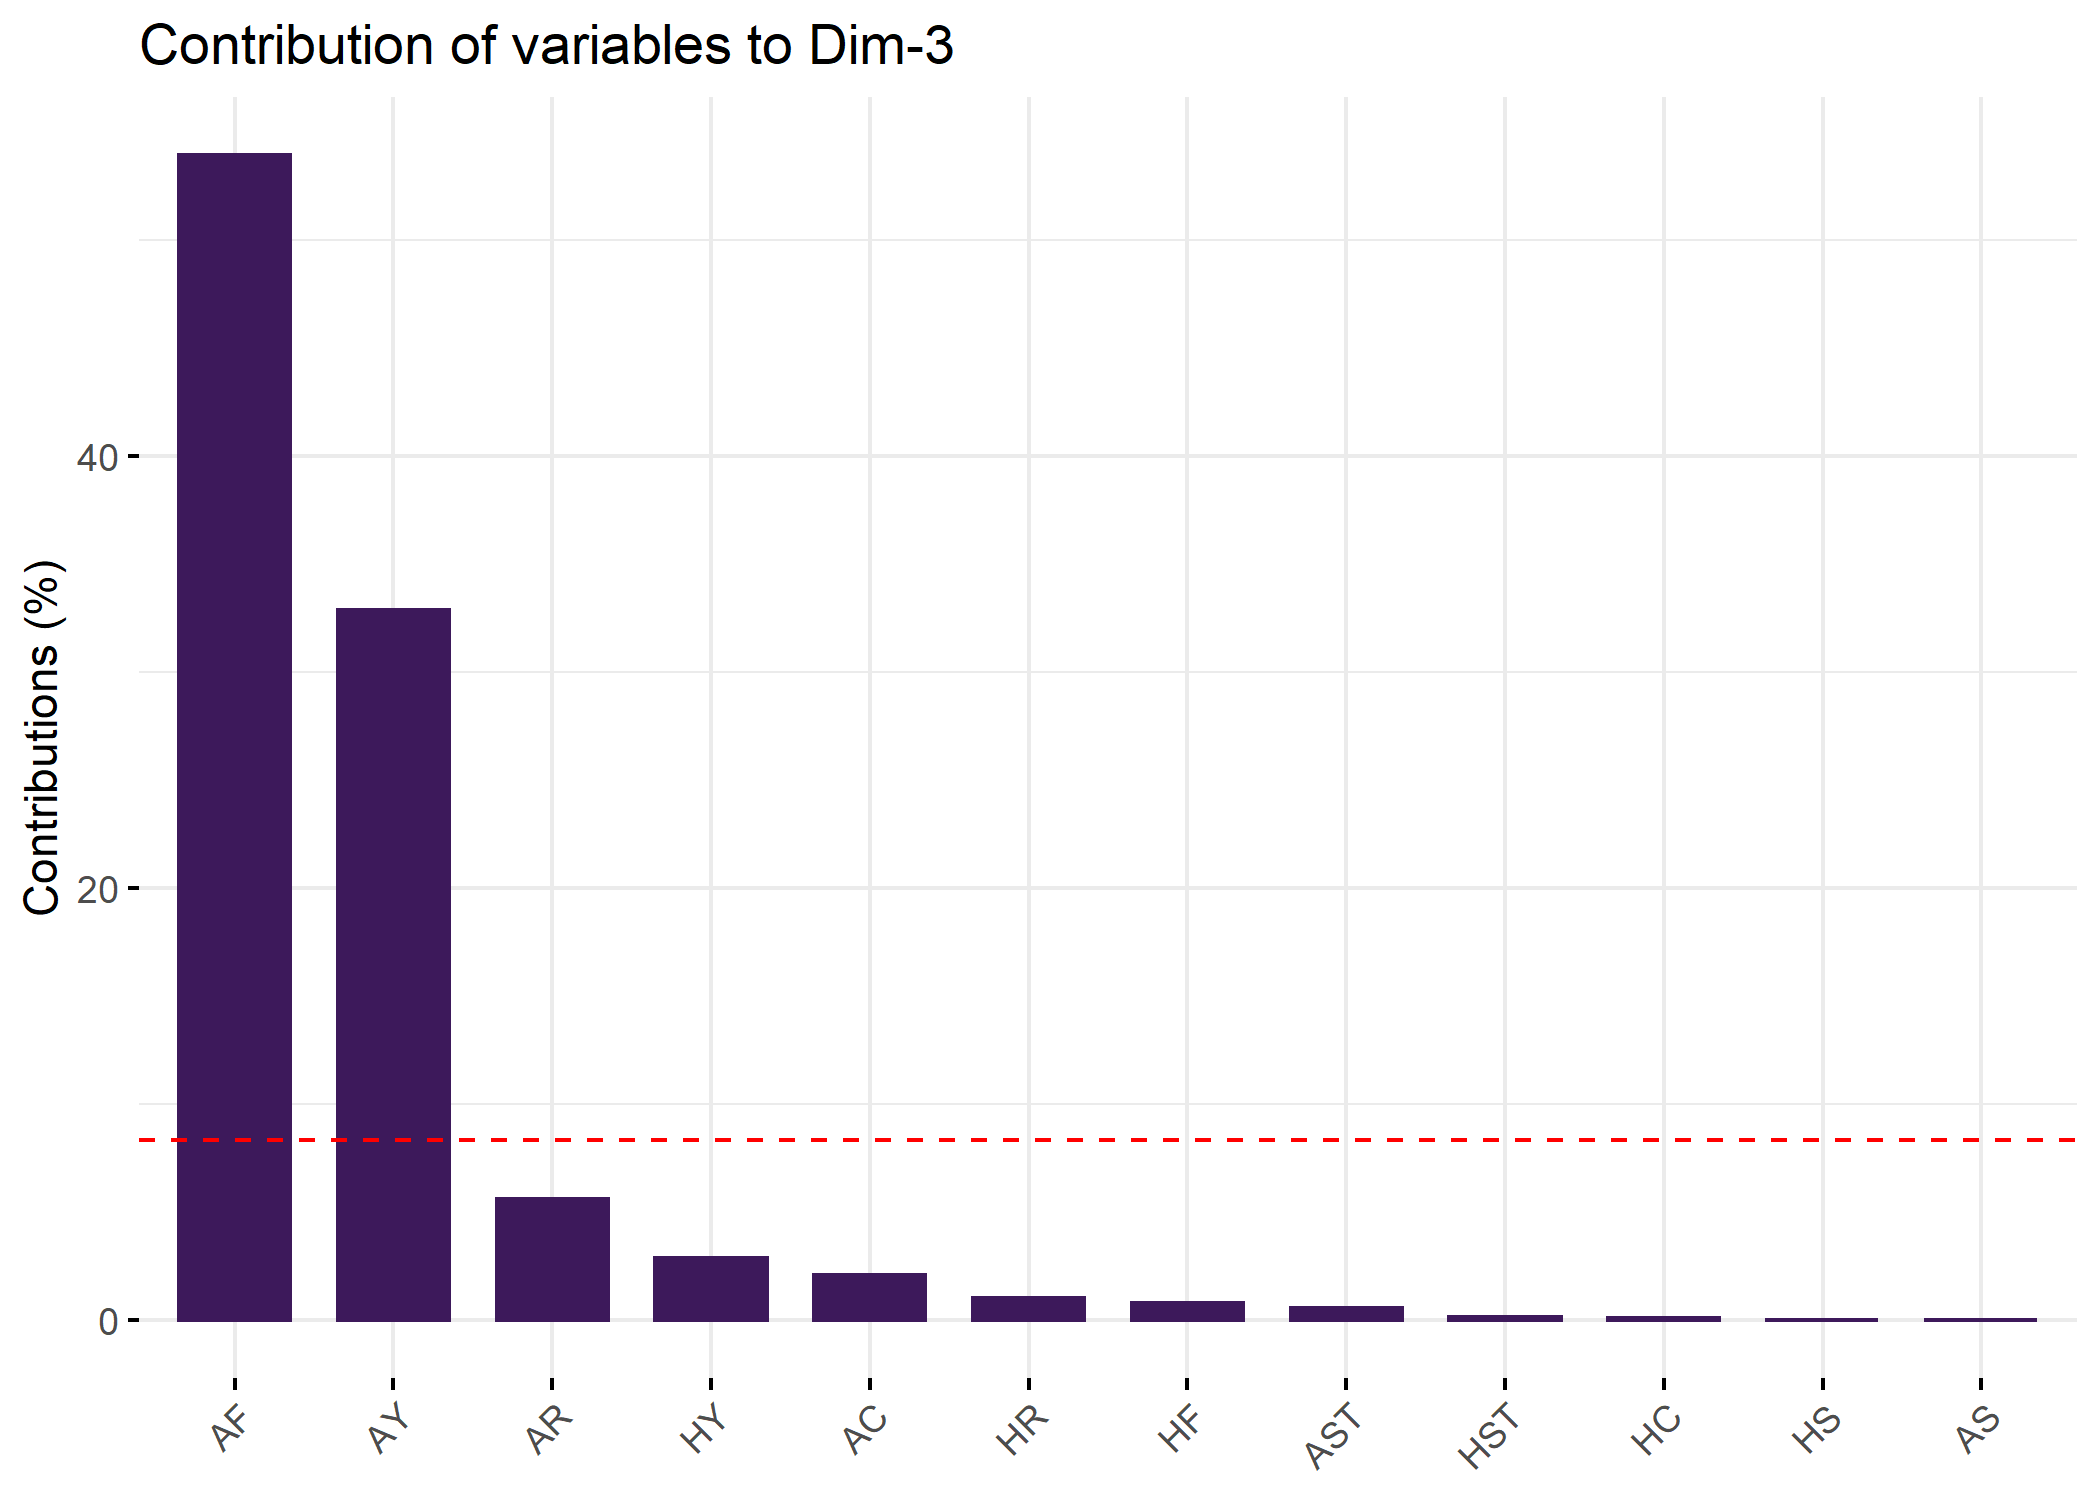 Contribution of variables to Dim-3
Contributions (%)
40
20
0
AF
AY
AR
HY
AC
HR
HF
AST
HST
HC
HS
AS